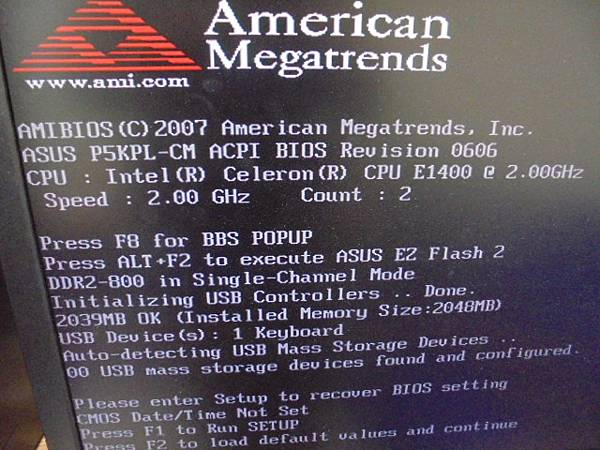 American
Megatrends
www.ami.com
AMIBIOS(C)2007 American Megatrends, Inc.
ASUS P5KPL-CM ACPI BIOS Revision 0606
CPU : Intel(R) Celeron(R) CPU E1400 @ 2.00GHz
Speed : 2.00 GHz Count : 2
Press F8 for BBS POPUP
Press ALT+F2 to execute ASUS EZ Flash 2
DDR2-800 in Single-Channel Mode
Initializing USB Controllers .. Done.
2039MB OK (Installed Memory Size:2048MB)
USB Device(s): 1 Keyboard
Auto-detecting USB Mass Storage Devices ..
00 USB mass storage devices found and configured.
Please enter Setup to recover BIOS setting
CMOS Date/Time Not Set
Press F1 to Run SETUP
Press F2 to load default values and continue